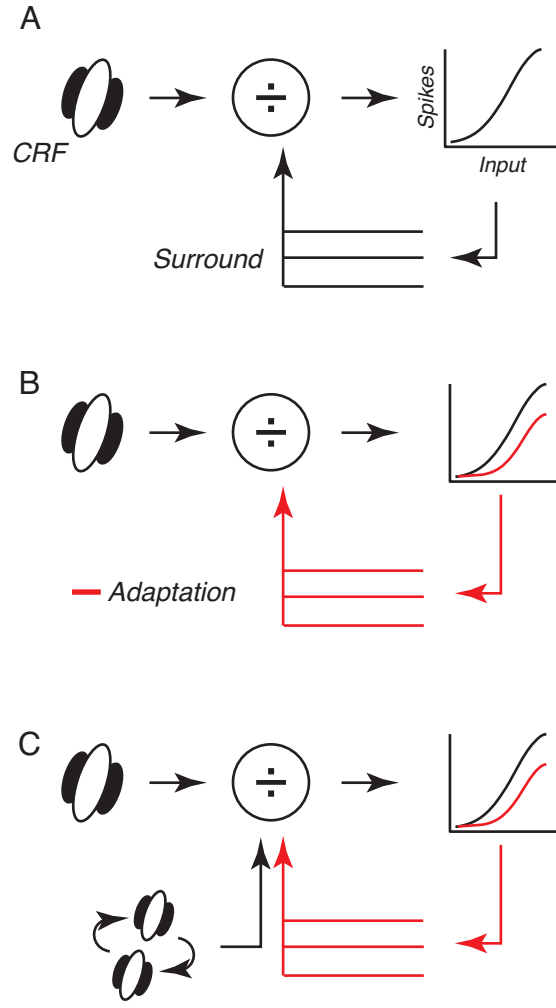 A
CRF
÷
Spikes
Input
Surround
B
÷
Adaptation
C
÷